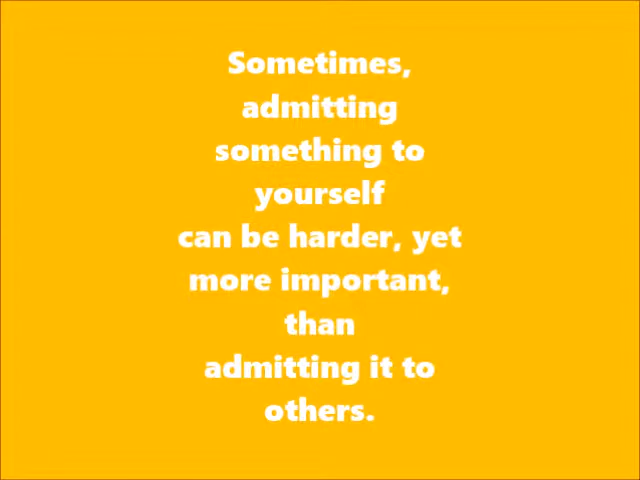 Sometimes,
admitting
something to
yourself
can be harder, yet
more important,
than
admitting it to
others.